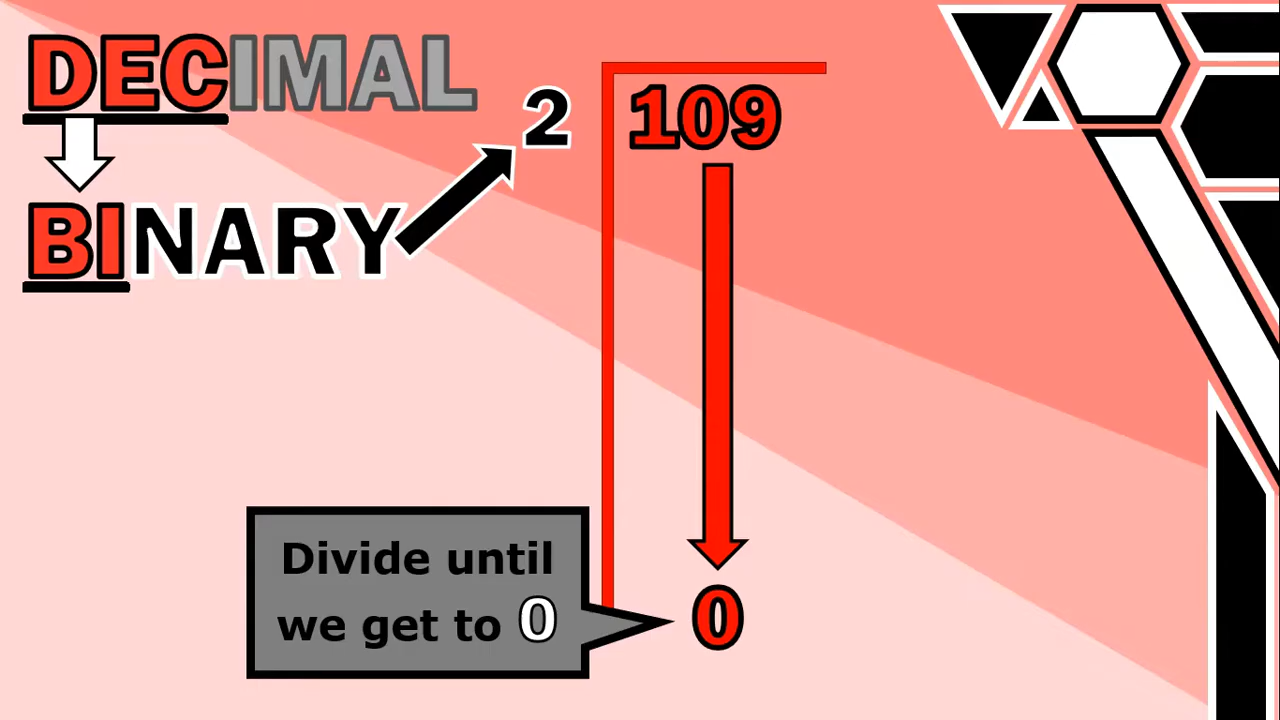 DECIMAL
2 109
BINARY
Divide until
we get to 0
0